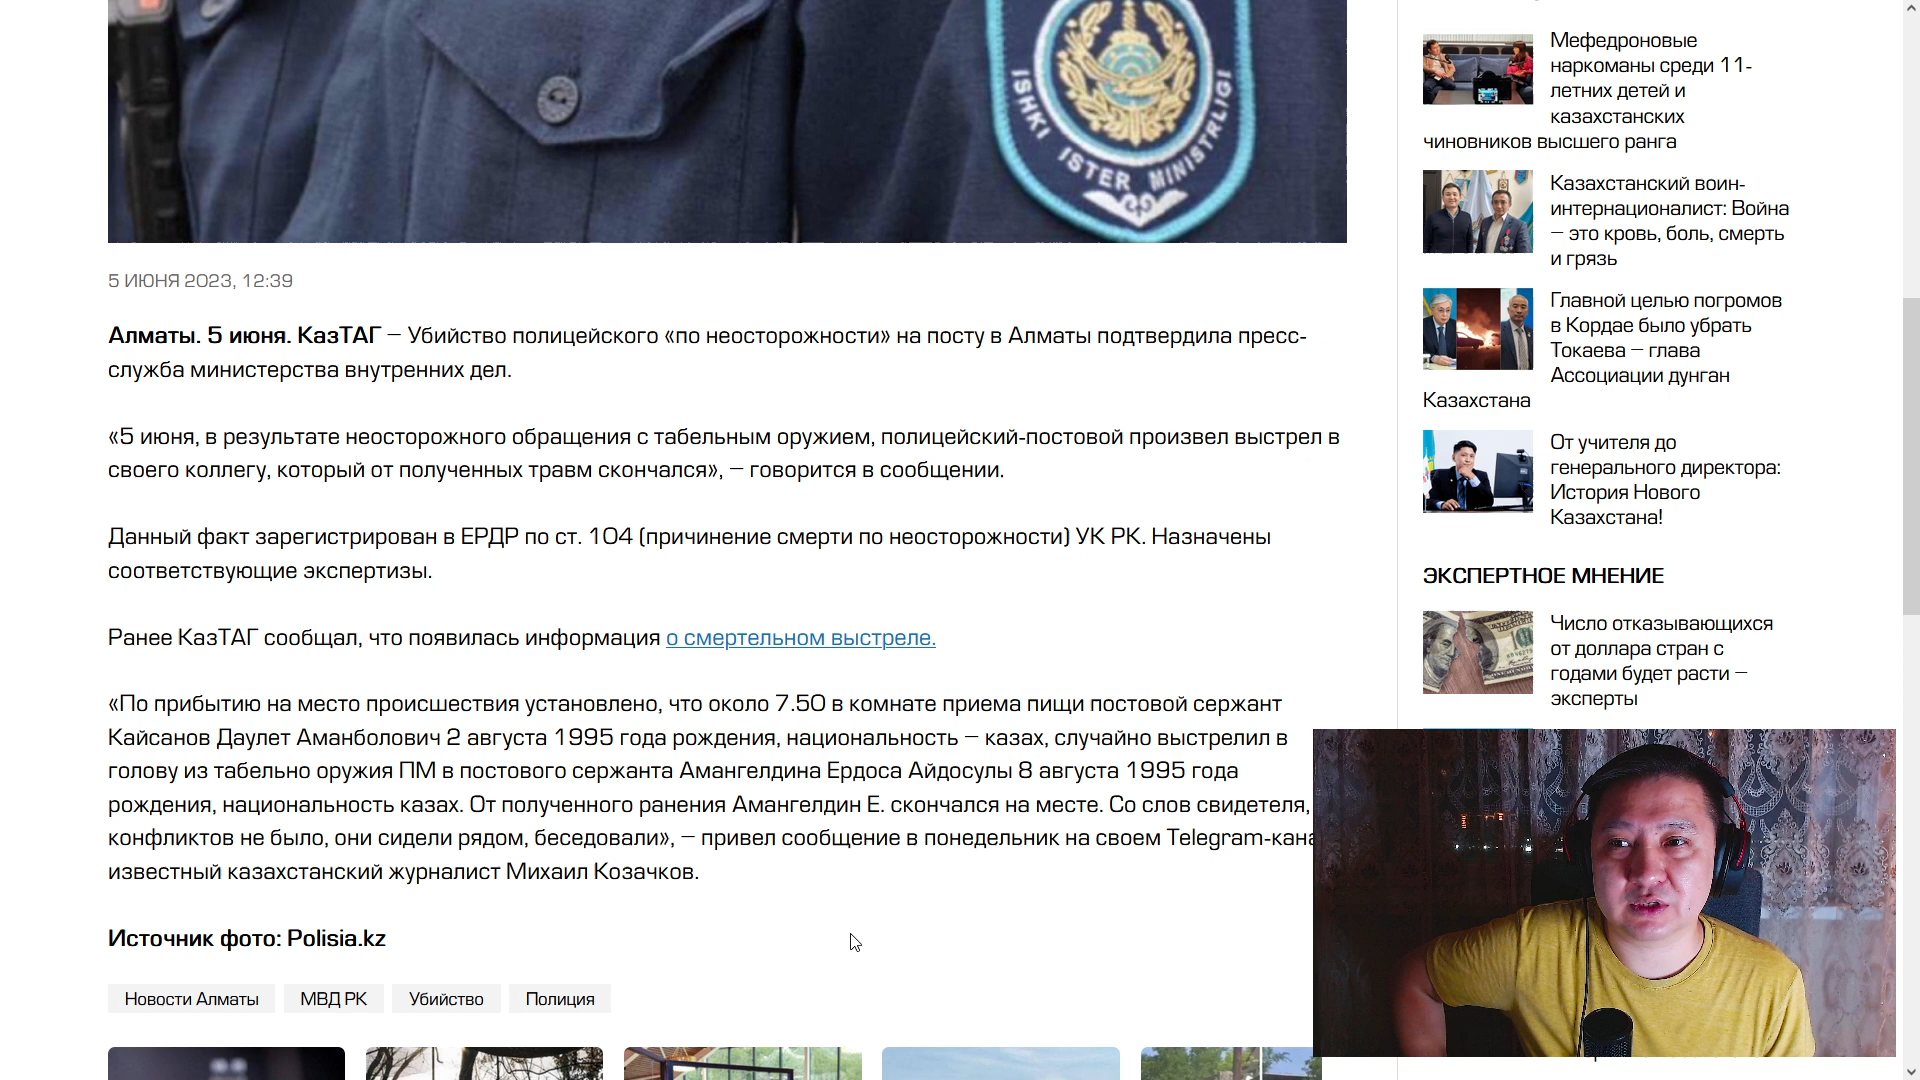 ISHKI ISTER MINISTRLIGI
5 ИЮНЯ 2023, 12:39
Алматы. 5 июня. КазТАГ – Убийство полицейского «по неосторожности» на посту в Алматы подтвердила пресс-
служба министерства внутренних дел.
«5 июня, в результате неосторожного обращения с табельным оружием, полицейский-постовой произвел выстрел в
своего коллегу, который от полученных травм скончался», – говорится в сообщении.
Данный факт зарегистрирован в ЕРДР по ст. 104 (причинение смерти по неосторожности) УК РК. Назначены
соответствующие экспертизы.
Ранее КазТАГ сообщал, что появилась информация о смертельном выстреле.
«По прибытию на место происшествия установлено, что около 7.50 в комнате приема пищи постовой сержант
Кайсанов Даулет Аманболович 2 августа 1995 года рождения, национальность – казах, случайно выстрелил в
голову из табельно оружия ПМ в постового сержанта Амангелдина Ердоса Айдосулы 8 августа 1995 года
рождения, национальность казах. От полученного ранения Амангелдин Е. скончался на месте. Со слов свидетеля,
конфликтов не было, они сидели рядом, беседовали», – привел сообщение в понедельник на своем Telegram-кана
известный казахстанский журналист Михаил Козачков.
Источник фото: Polisia.kz
Новости Алматы
МВД РК
Убийство
Полиция
Мефедроновые
наркоманы среди 11-
летних детей и
казахстанских
чиновников высшего ранга
Казахстанский воин-
интернационалист: Война
– это кровь, боль, смерть
и грязь
Главной целью погромов
в Кордае было убрать
Токаева – глава
Ассоциации дунган
Казахстана
От учителя до
генерального директора:
История Нового
Казахстана!
ЭКСПЕРТНОЕ МНЕНИЕ
Число отказывающихся
от доллара стран с
годами будет расти –
эксперты